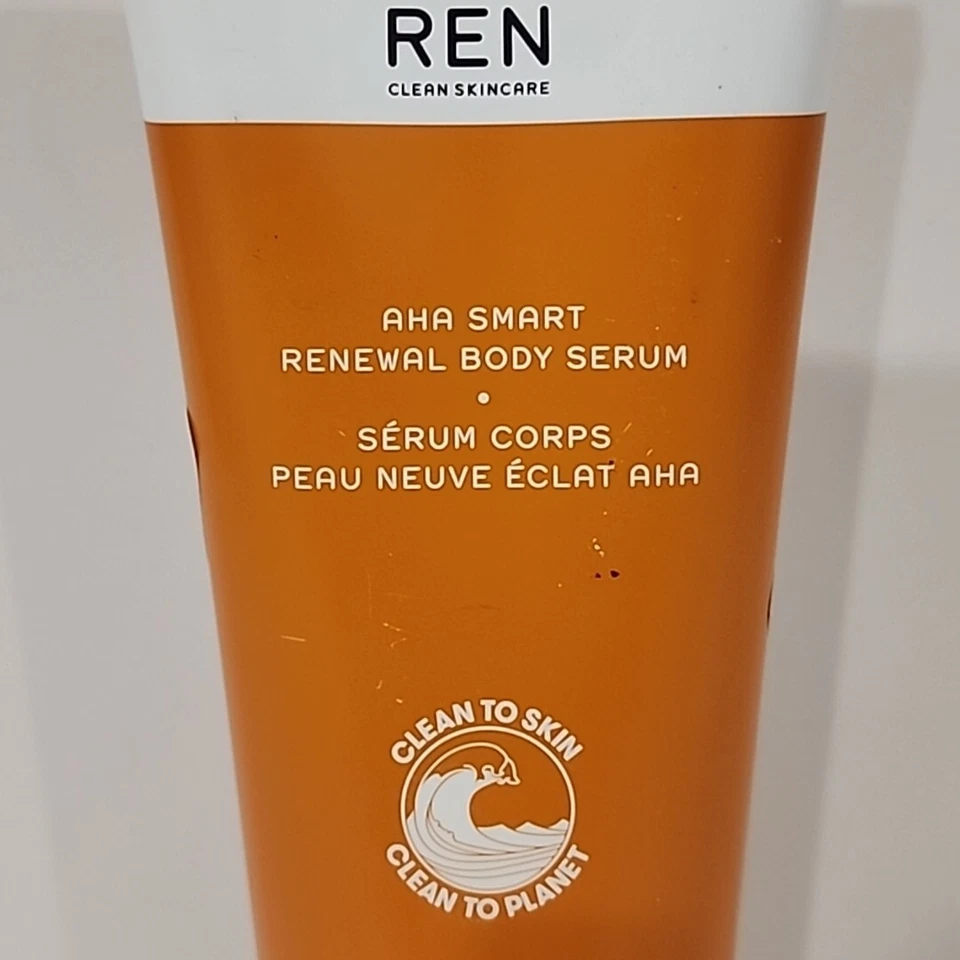 REN
CLEAN SKINCARE
AHA SMART
RENEWAL BODY SERUM
•
SÉRUM CORPS
PEAU NEUVE ÉCLAT AHA
CLEAN TO SKIN
CLEAN TO PLANET